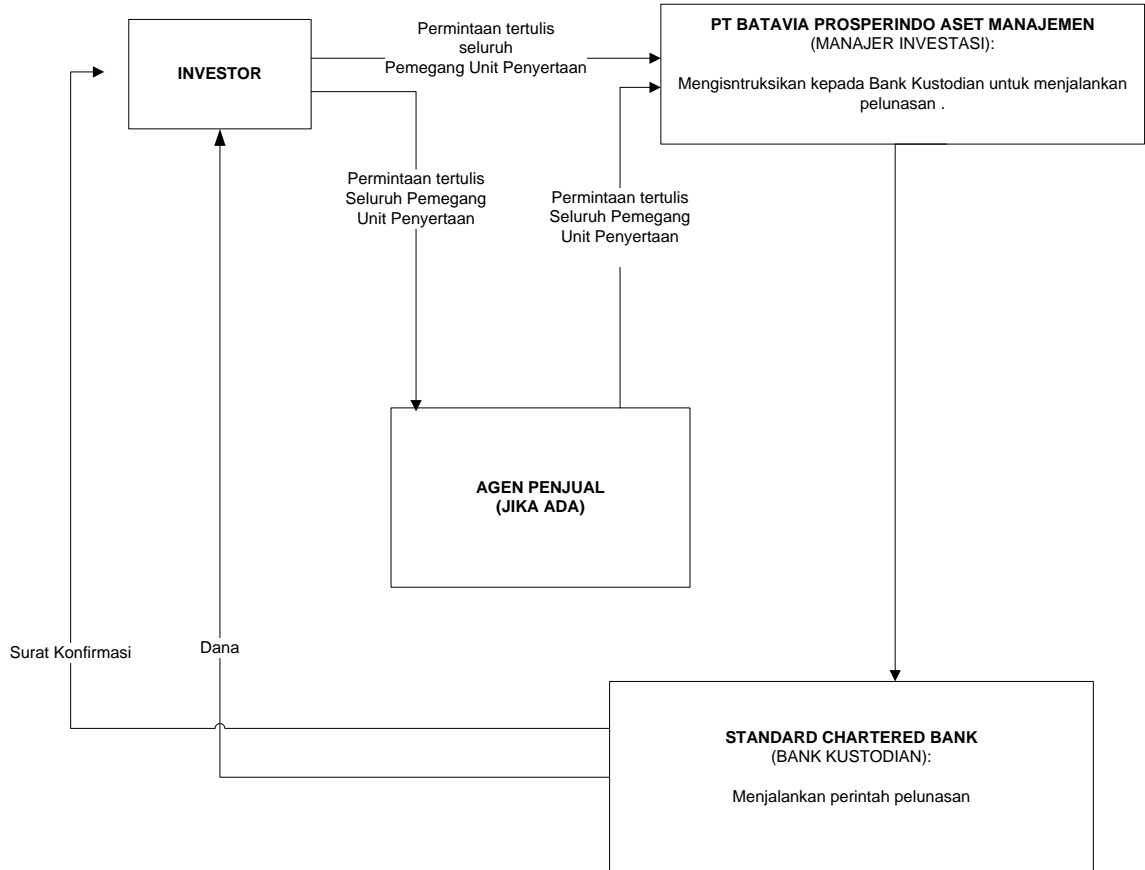 INVESTOR
Permintaan tertulis
seluruh
Pemegang Unit Penyertaan
PT BATAVIA PROSPERINDO ASET MANAJEMEN
(MANAJER INVESTASI):
Mengisntruksikan kepada Bank Kustodian untuk menjalankan
pelunasan .
Permintaan tertulis
Seluruh Pemegang
Unit Penyertaan
Permintaan tertulis
Seluruh Pemegang
Unit Penyertaan
AGEN PENJUAL
(JIKA ADA)
Surat Konfirmasi
Dana
STANDARD CHARTERED BANK
(BANK KUSTODIAN):
Menjalankan perintah pelunasan